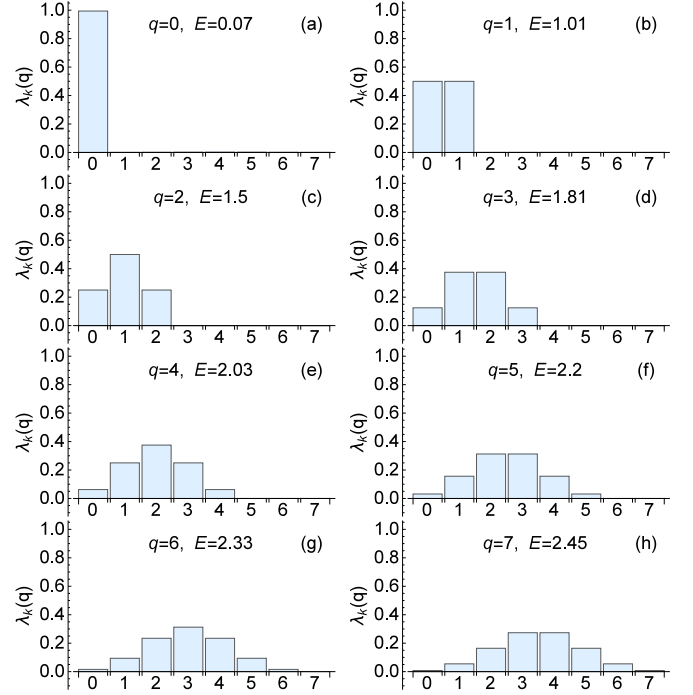 q=0, E=0.07 (a)
λk(q)
1.0
0.8
0.6
0.4
0.2
0.0
0 1 2 3 4 5 6 7
q=1, E=1.01 (b)
λk(q)
1.0
0.8
0.6
0.4
0.2
0.0
0 1 2 3 4 5 6 7
q=2, E=1.5 (c)
λk(q)
1.0
0.8
0.6
0.4
0.2
0.0
0 1 2 3 4 5 6 7
q=3, E=1.81 (d)
λk(q)
1.0
0.8
0.6
0.4
0.2
0.0
0 1 2 3 4 5 6 7
q=4, E=2.03 (e)
λk(q)
1.0
0.8
0.6
0.4
0.2
0.0
0 1 2 3 4 5 6 7
q=5, E=2.2 (f)
λk(q)
1.0
0.8
0.6
0.4
0.2
0.0
0 1 2 3 4 5 6 7
q=6, E=2.33 (g)
λk(q)
1.0
0.8
0.6
0.4
0.2
0.0
0 1 2 3 4 5 6 7
q=7, E=2.45 (h)
λk(q)
1.0
0.8
0.6
0.4
0.2
0.0
0 1 2 3 4 5 6 7